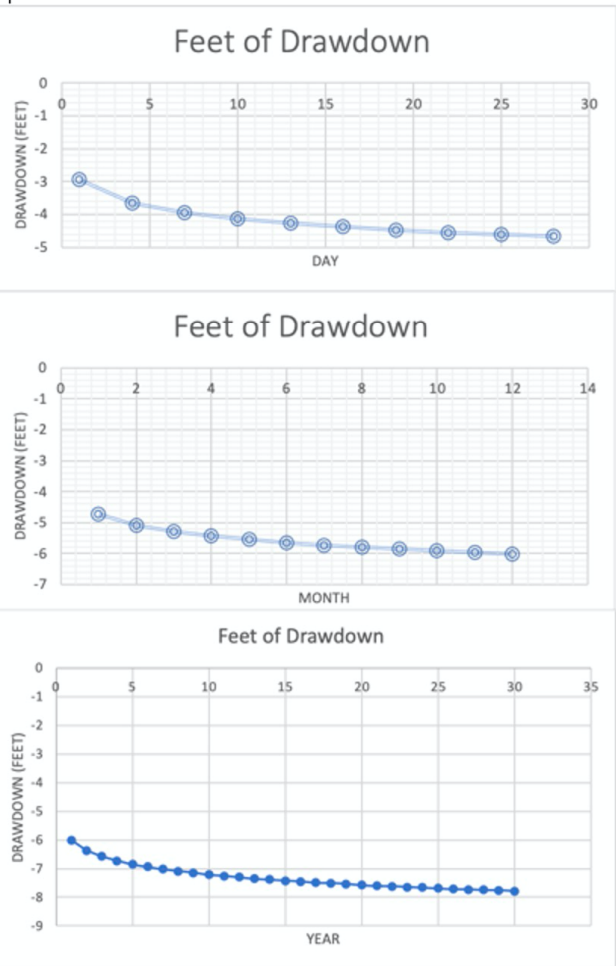 Feet of Drawdown
0
0 5 10 15 20 25 30
-1
-2
-3
-4
-5
DRAWDOWN (FEET)
DAY
Feet of Drawdown
0
0 2 4 6 8 10 12 14
-1
-2
-3
-4
-5
-6
-7
DRAWDOWN (FEET)
MONTH
Feet of Drawdown
0
0 5 10 15 20 25 30 35
-1
-2
-3
-4
-5
-6
-7
-8
-9
DRAWDOWN (FEET)
YEAR